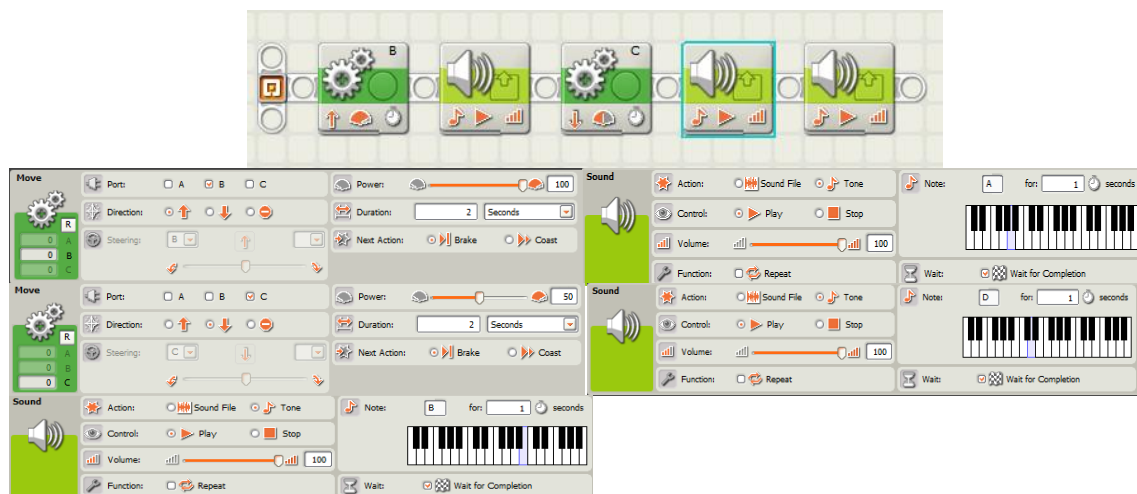 B
C
Move
Port: A B C
Power: 100
Direction:
Duration: 2 Seconds
Steering: B
Next Action: Brake Coast
R
0 A
0 B
0 C
Sound
Action: Sound File Tone
Note: A for: 1 seconds
Control: Play Stop
Volume: 100
Function: Repeat
Wait: Wait for Completion
Move
Port: A B C
Power: 50
Direction:
Duration: 2 Seconds
Steering: C
Next Action: Brake Coast
R
0 A
0 B
0 C
Sound
Action: Sound File Tone
Note: D for: 1 seconds
Control: Play Stop
Volume: 100
Function: Repeat
Wait: Wait for Completion
Sound
Action: Sound File Tone
Note: B for: 1 seconds
Control: Play Stop
Volume: 100
Function: Repeat
Wait: Wait for Completion